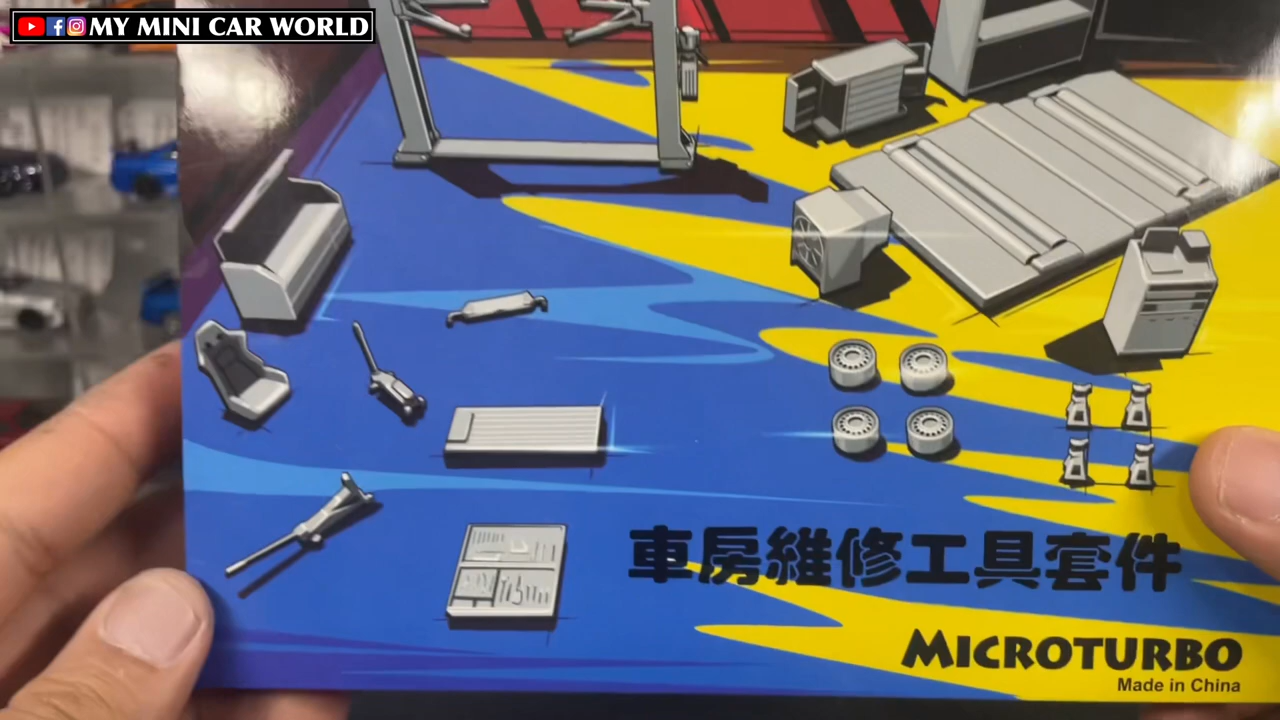 MY MINI CAR WORLD
車房維修工具套件
MICROTURBO
Made in China